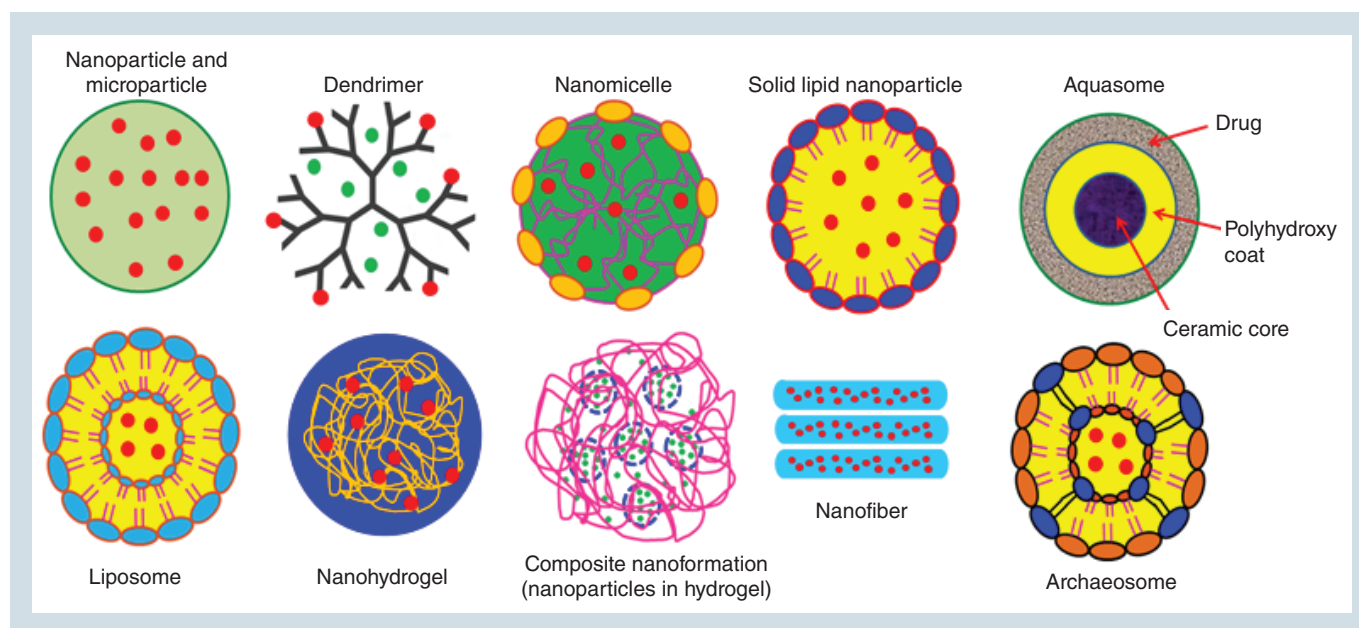 Nanoparticle and
microparticle
Dendrimer
Nanomicelle
Solid lipid nanoparticle
Aquasome
Drug
Polyhydroxy
coat
Ceramic core
Liposome
Nanohydrogel
Composite nanoformation
(nanoparticles in hydrogel)
Nanofiber
Archaeosome